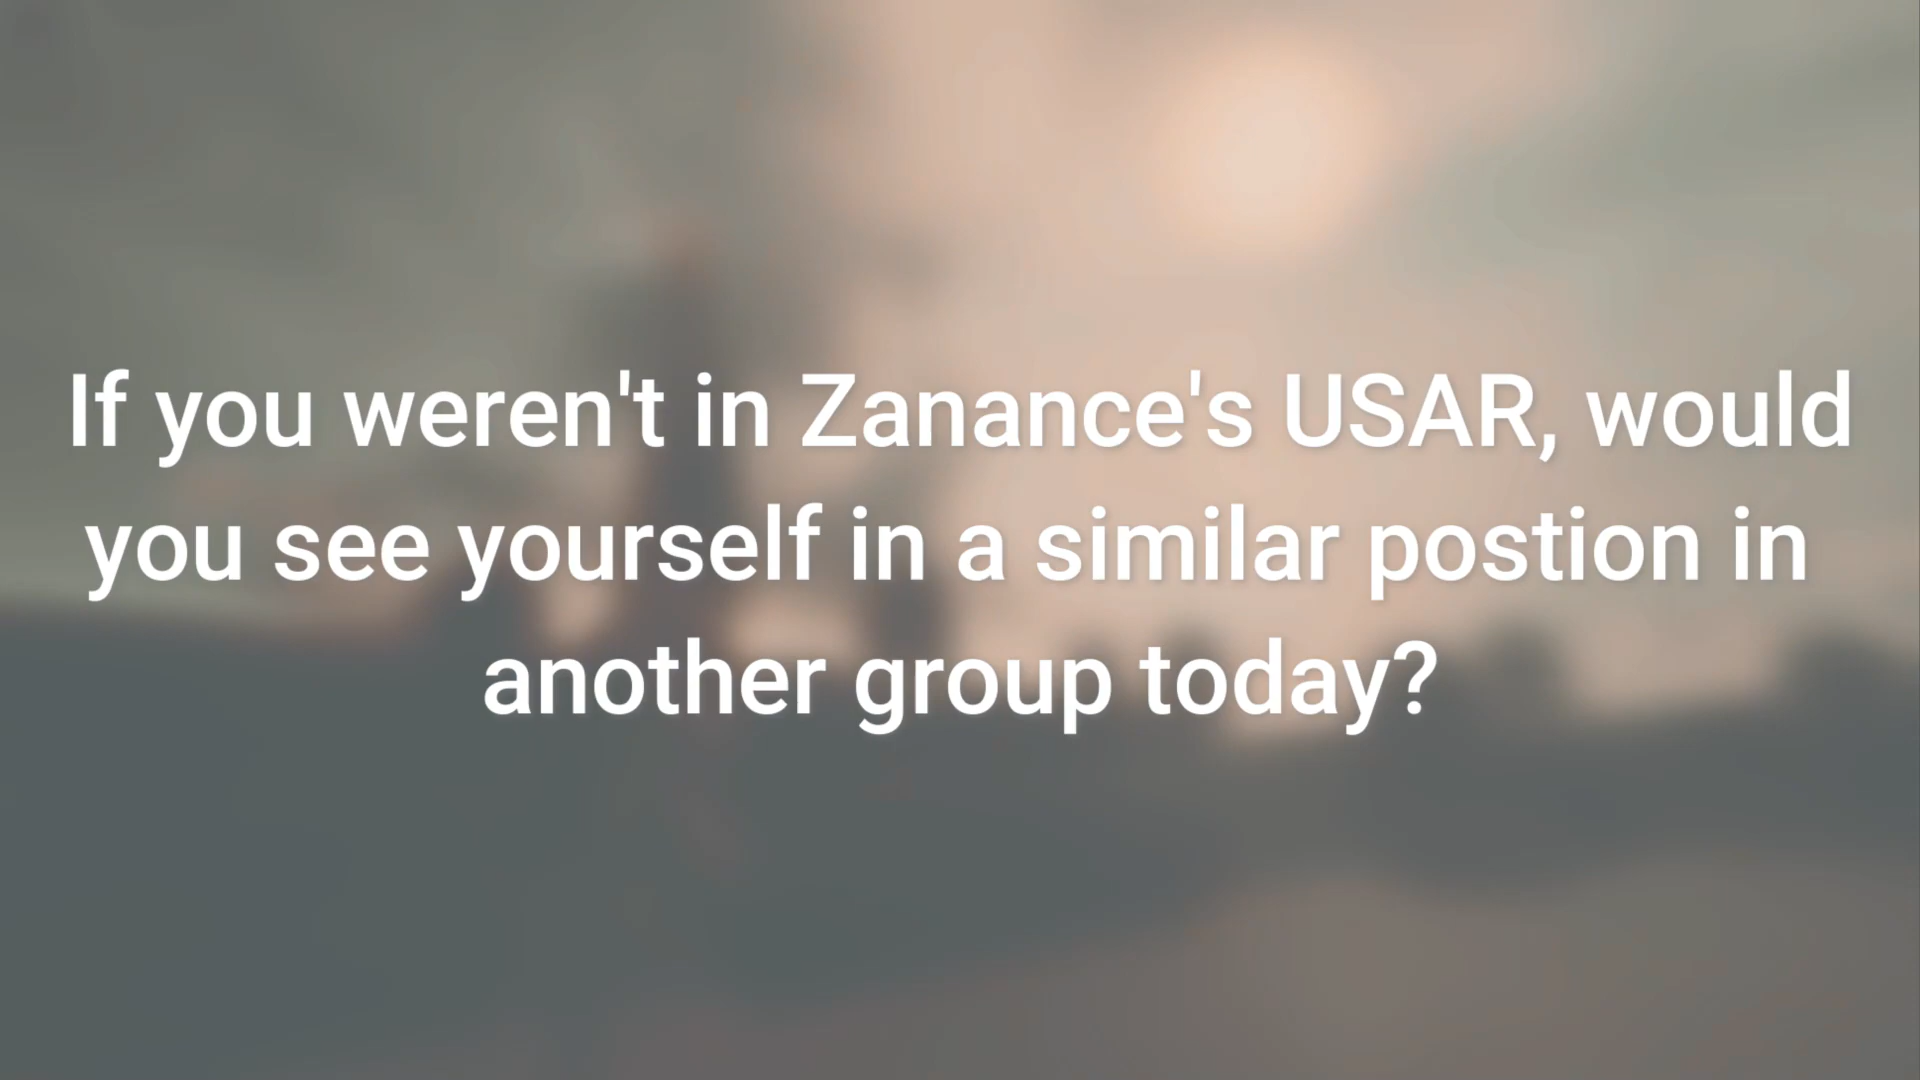 If you weren't in Zanance's USAR, would
you see yourself in a similar postion in
another group today?